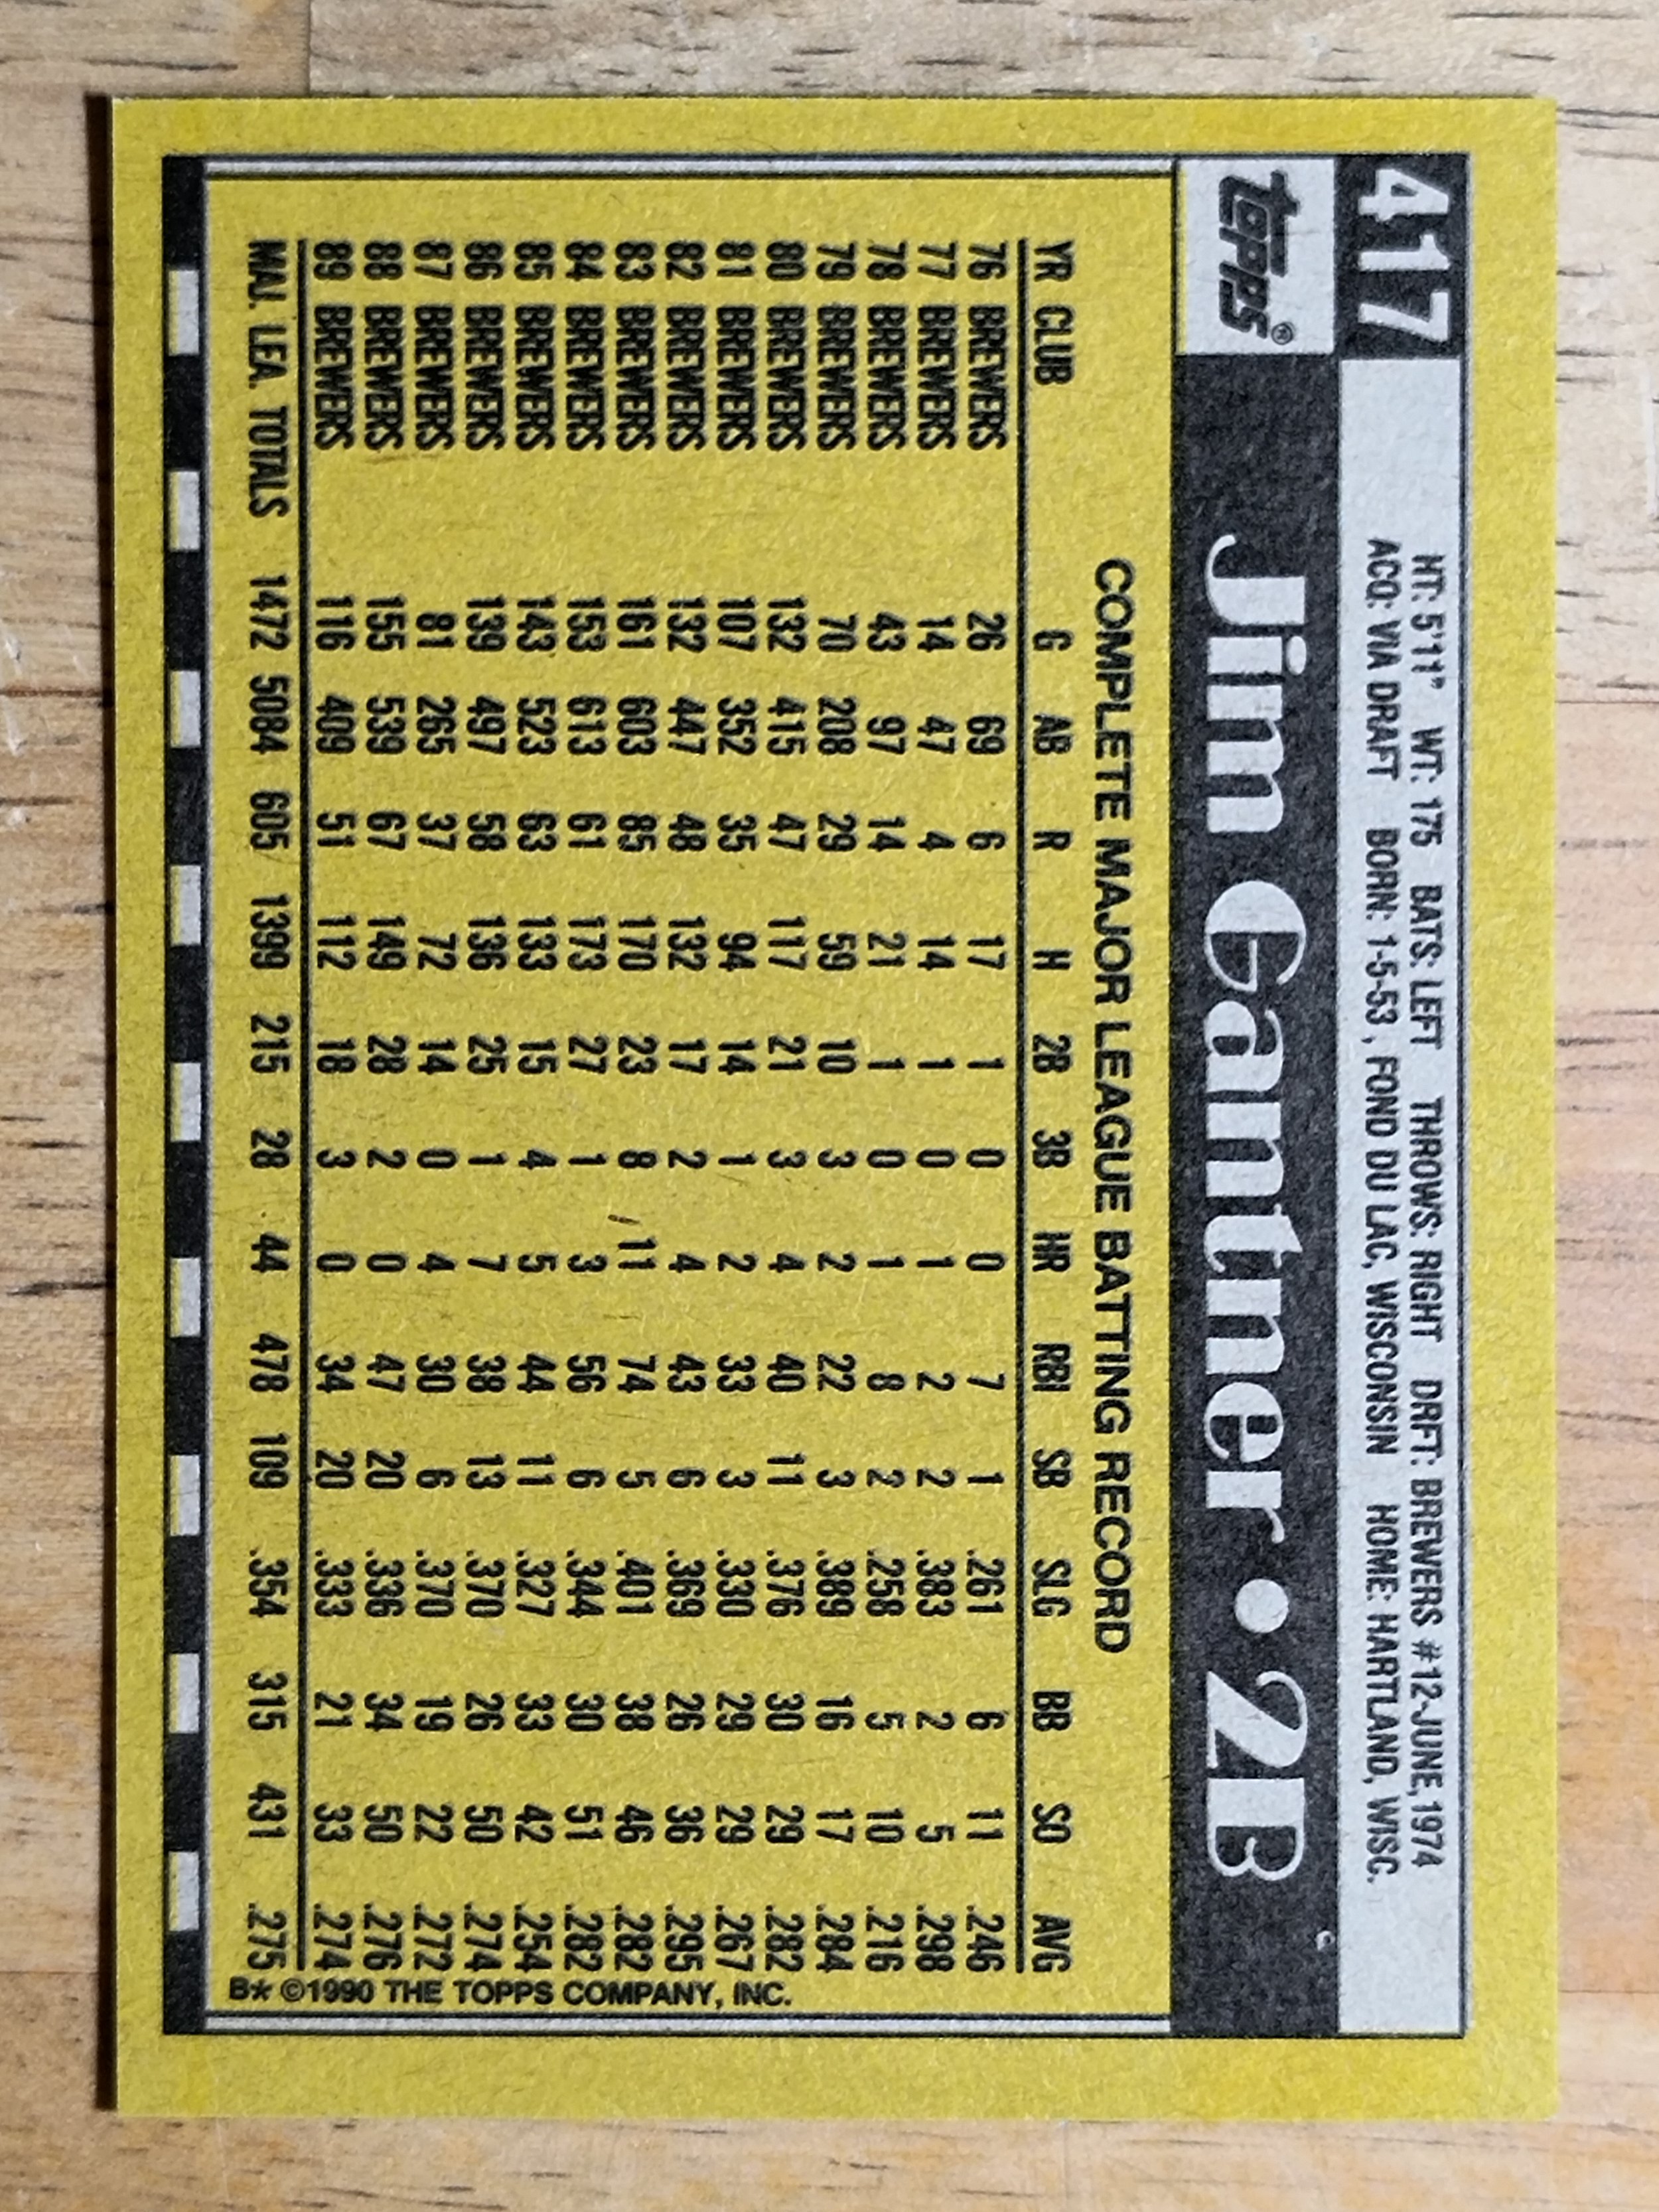 417
HT: 5'11" WT: 175 BATS: LEFT THROWS: RIGHT DRFT: BREWERS #12-JUNE, 1974
ACQ: VIA DRAFT BORN: 1-5-53, FOND DU LAC, WISCONSIN HOME: HARTLAND, WISC.
TOPPS®
Jim Gantner • 2B
COMPLETE MAJOR LEAGUE BATTING RECORD
YR CLUB G AB R H 2B 3B HR RBI SB SLG BB SO AVG
76 BREWERS 26 69 6 17 1 0 0 7 1 .261 6 11 .246
77 BREWERS 14 47 4 14 1 0 1 2 2 .383 2 5 .298
78 BREWERS 43 97 14 21 1 0 1 8 2 .258 5 10 .216
79 BREWERS 70 208 29 59 10 3 2 22 3 .389 16 17 .284
80 BREWERS 132 415 47 117 21 3 4 40 11 .376 30 29 .282
81 BREWERS 107 352 35 94 14 1 2 33 3 .330 29 29 .267
82 BREWERS 132 447 48 132 17 2 4 43 6 .369 26 36 .295
83 BREWERS 161 603 85 170 23 8 11 74 5 .401 38 46 .282
84 BREWERS 153 613 61 173 27 1 3 56 6 .344 30 51 .282
85 BREWERS 143 523 63 133 15 4 5 44 11 .327 33 42 .254
86 BREWERS 139 497 58 136 25 1 7 38 13 .370 26 50 .274
87 BREWERS 81 265 37 72 14 0 4 30 6 .370 19 22 .272
88 BREWERS 155 539 67 149 28 2 0 47 20 .336 34 50 .276
89 BREWERS 116 409 51 112 18 3 0 34 20 .333 21 33 .274
MAJ. LEA. TOTALS 1472 5084 605 1399 215 28 44 478 109 .354 315 431 .275
B* ©1990 THE TOPPS COMPANY, INC.